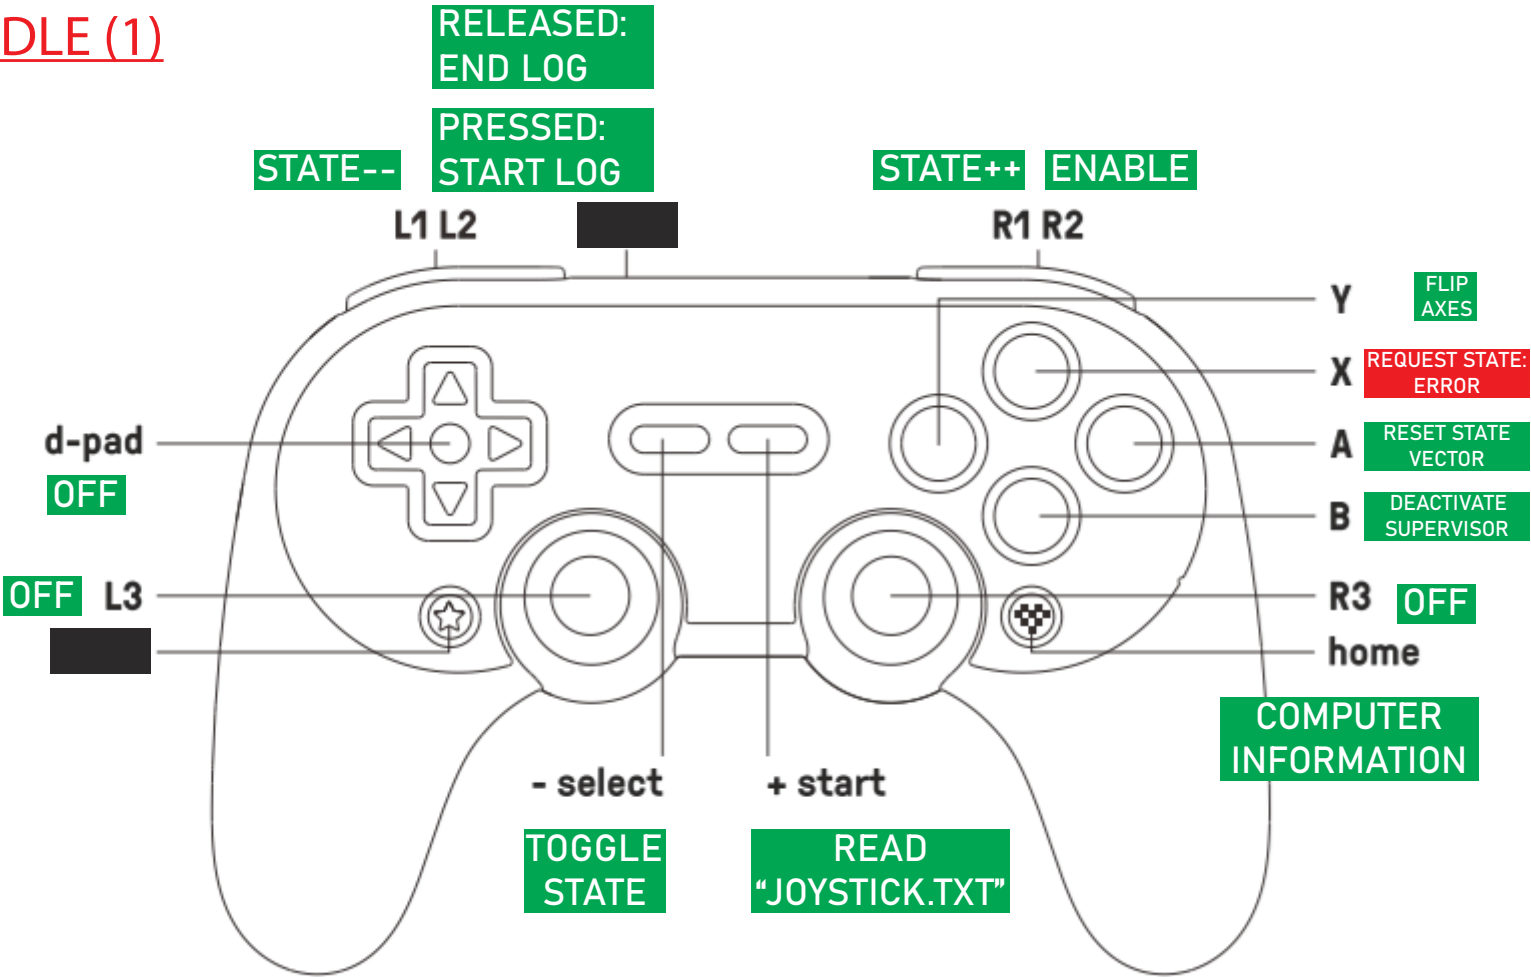 DLE (1)
RELEASED:
END LOG
PRESSED:
START LOG
STATE--
STATE++ ENABLE
L1 L2
R1 R2
Y
FLIP
AXES
X
REQUEST STATE:
ERROR
A
RESET STATE
VECTOR
B
DEACTIVATE
SUPERVISOR
d-pad
OFF
OFF L3
R3 OFF
home
COMPUTER
INFORMATION
- select
+ start
TOGGLE
STATE
READ
“JOYSTICK.TXT”